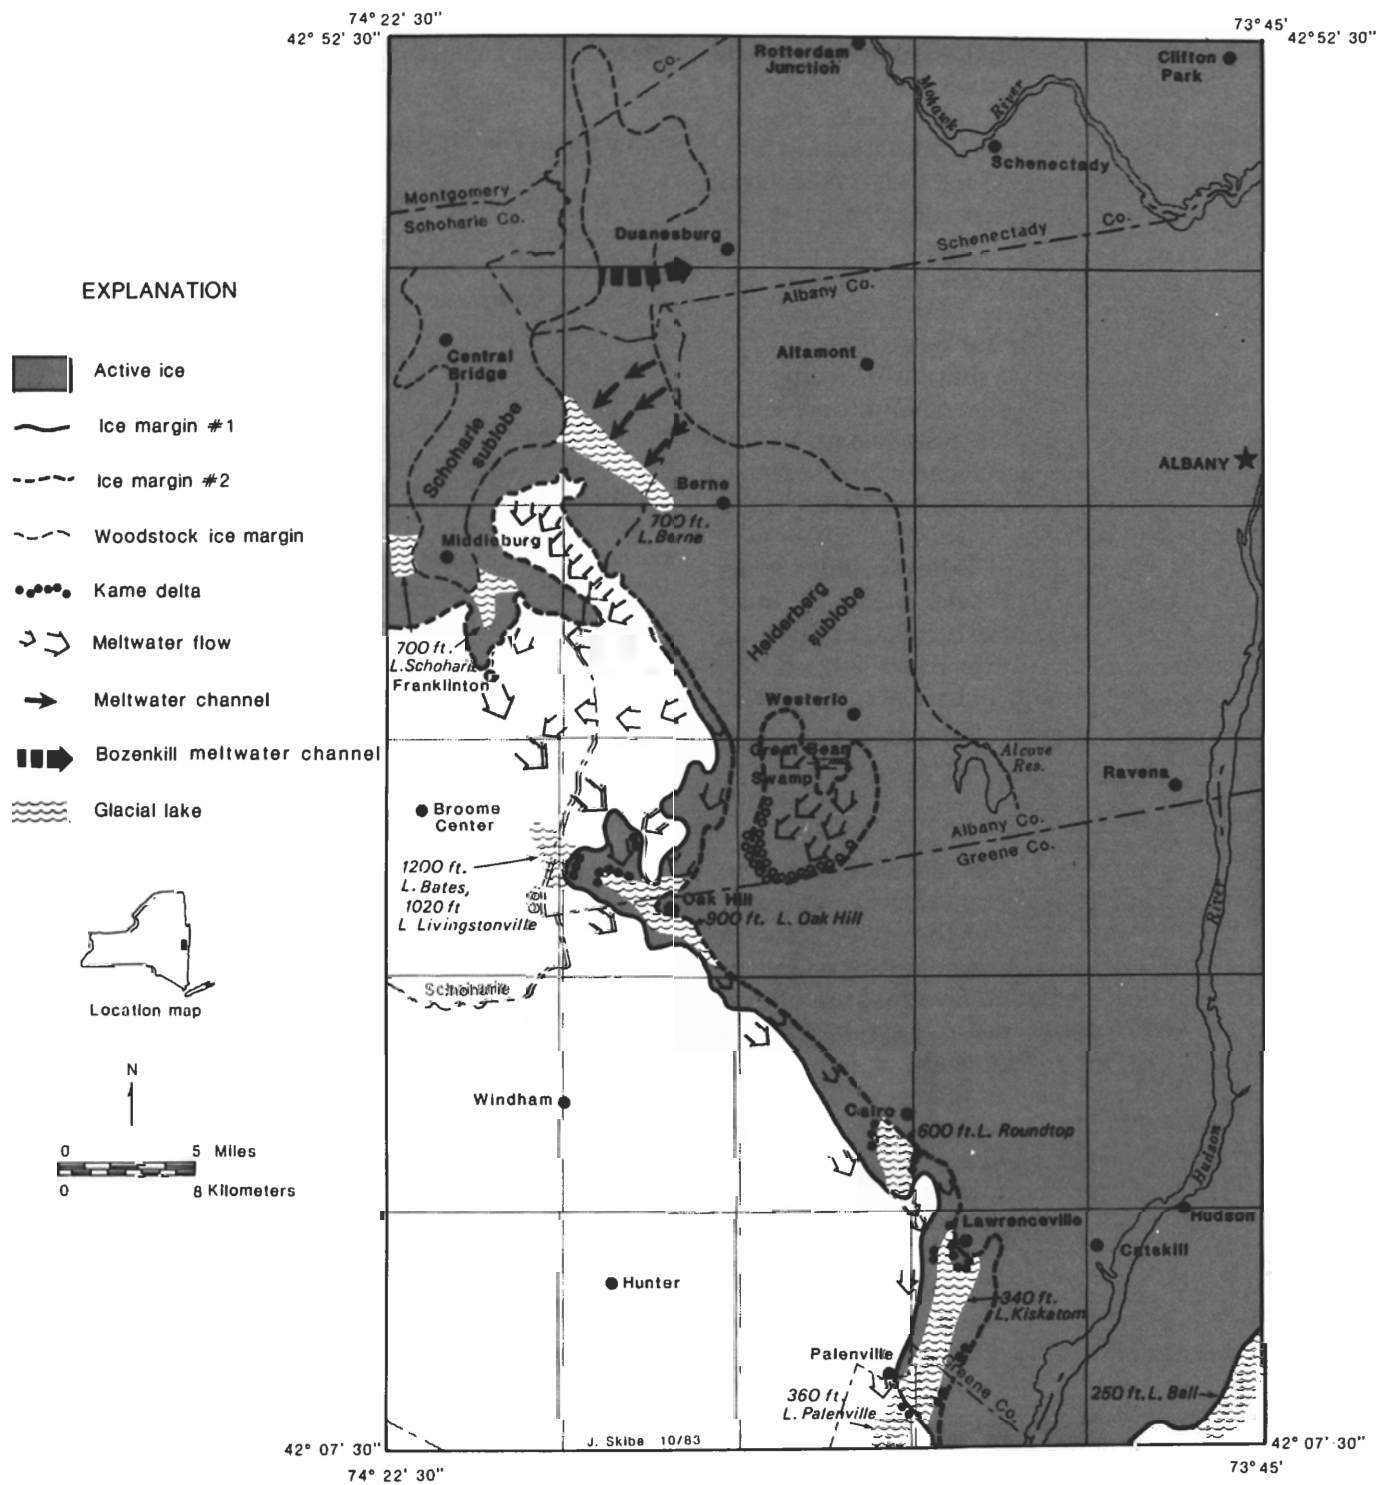 74° 22' 30"
42° 52' 30"
73° 45'
42° 52' 30"
Rotterdam
Junction
Clifton
Park
Co.
Mohawk
River
Schenectady
Montgomery
Schoharie Co.
Duanesburg
Schenectady Co.
Albany Co.
EXPLANATION
Active ice
Ice margin #1
Ice margin #2
Woodstock ice margin
Kame delta
Meltwater flow
Meltwater channel
Bozenkill meltwater channel
Glacial lake
Central
Bridge
Altamont
Schoharie
sublobe
ALBANY
Berne
700 ft.
L. Berne
Middleburg
Helderberg
sublobe
700 ft.
L. Schoharie
Franklinton
Westerlo
Great Bear
Swamp
Alcove
Res.
Ravena
Broome
Center
Albany Co.
Greene Co.
1200 ft.
L. Bates,
1020 ft
L Livingstonville
Oak Hill
900 ft. L. Oak Hill
River
Schoharie
Location map
N
0 5 Miles
0 8 Kilometers
Windham
Cairo
600 ft. L. Roundtop
Hudson
Lawrenceville
Hudson
Catskill
Hunter
340 ft.
L. Kiskatom
Palenville
Greene Co.
360 ft.
L. Palenville
250 ft. L. Bell
J. Skiba 10/83
42° 07' 30"
74° 22' 30"
42° 07' 30"
73° 45'